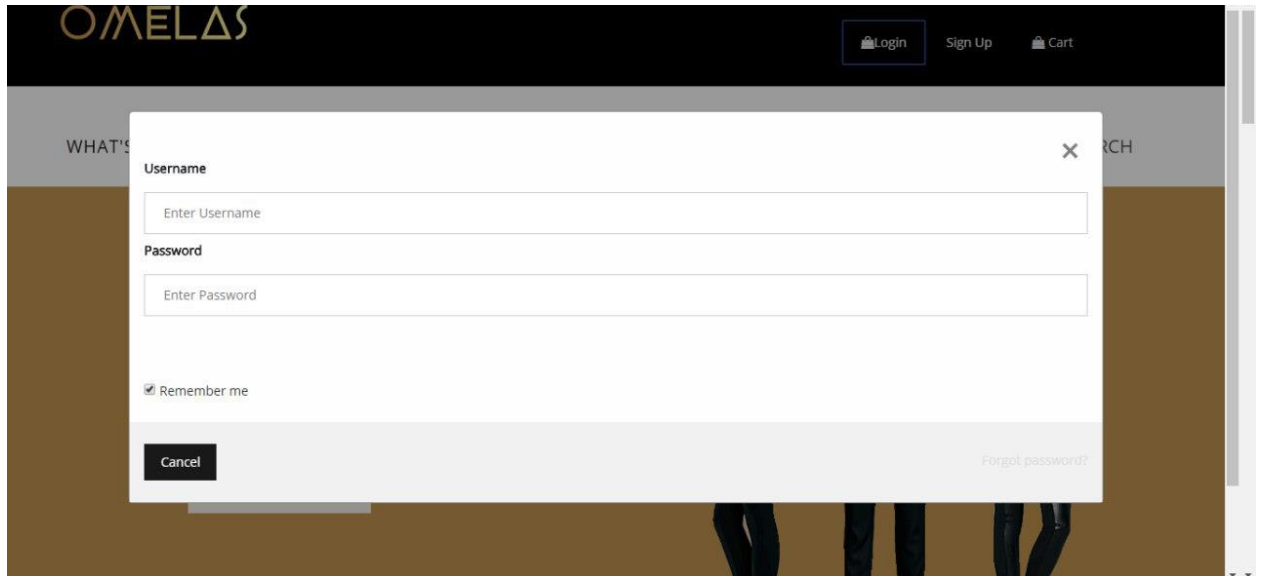 OMELAS
Login Sign Up Cart
WHAT'S
RCH
×
Username
Enter Username
Password
Enter Password
Remember me
Cancel
Forgot password?